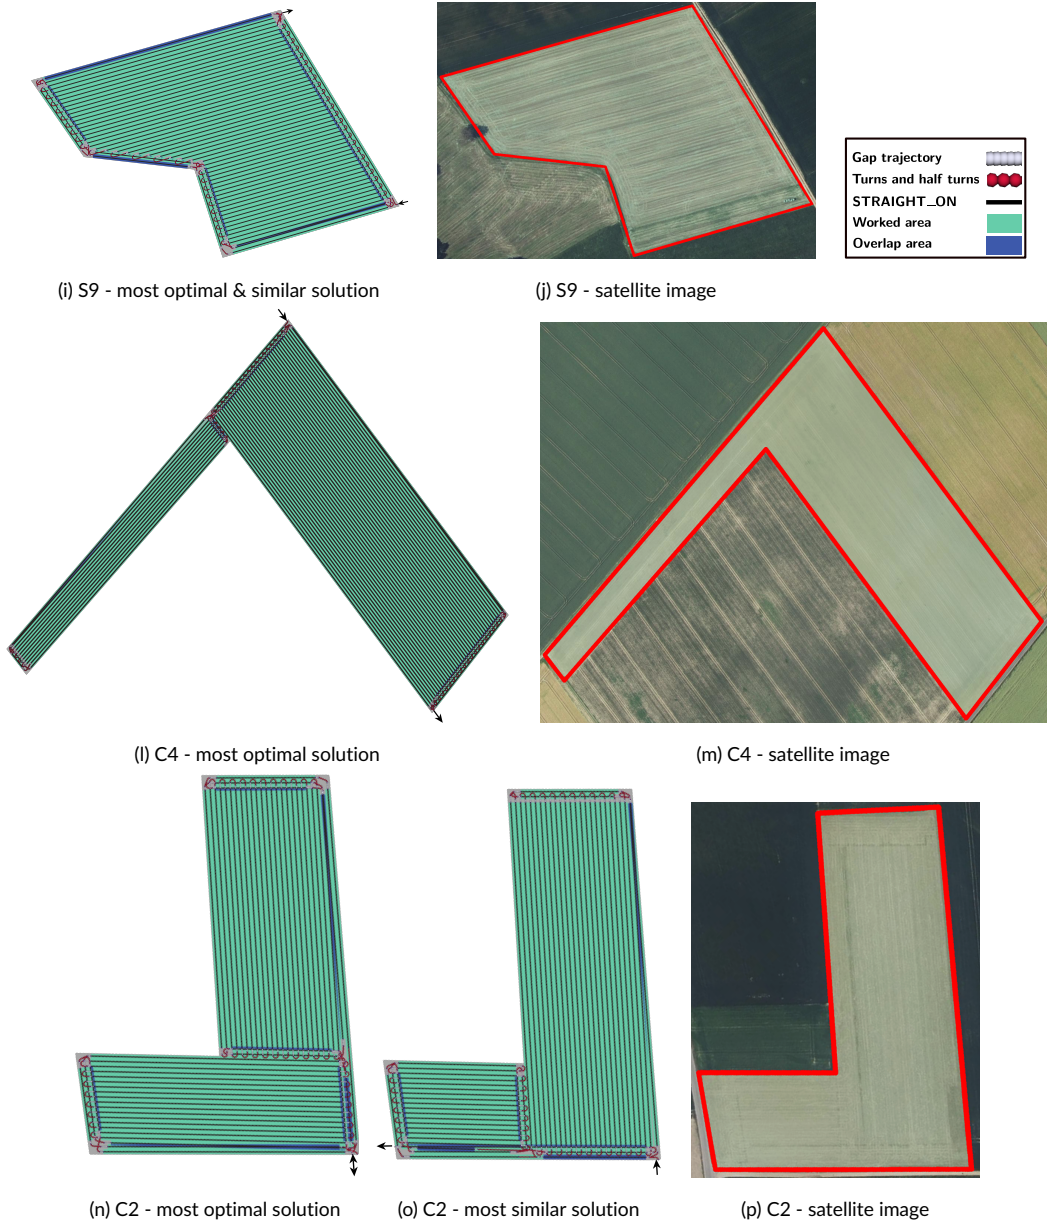 Gap trajectory
Turns and half turns
STRAIGHT_ON
Worked area
Overlap area
(i) S9 - most optimal & similar solution
(j) S9 - satellite image
(l) C4 - most optimal solution
(m) C4 - satellite image
(n) C2 - most optimal solution
(o) C2 - most similar solution
(p) C2 - satellite image